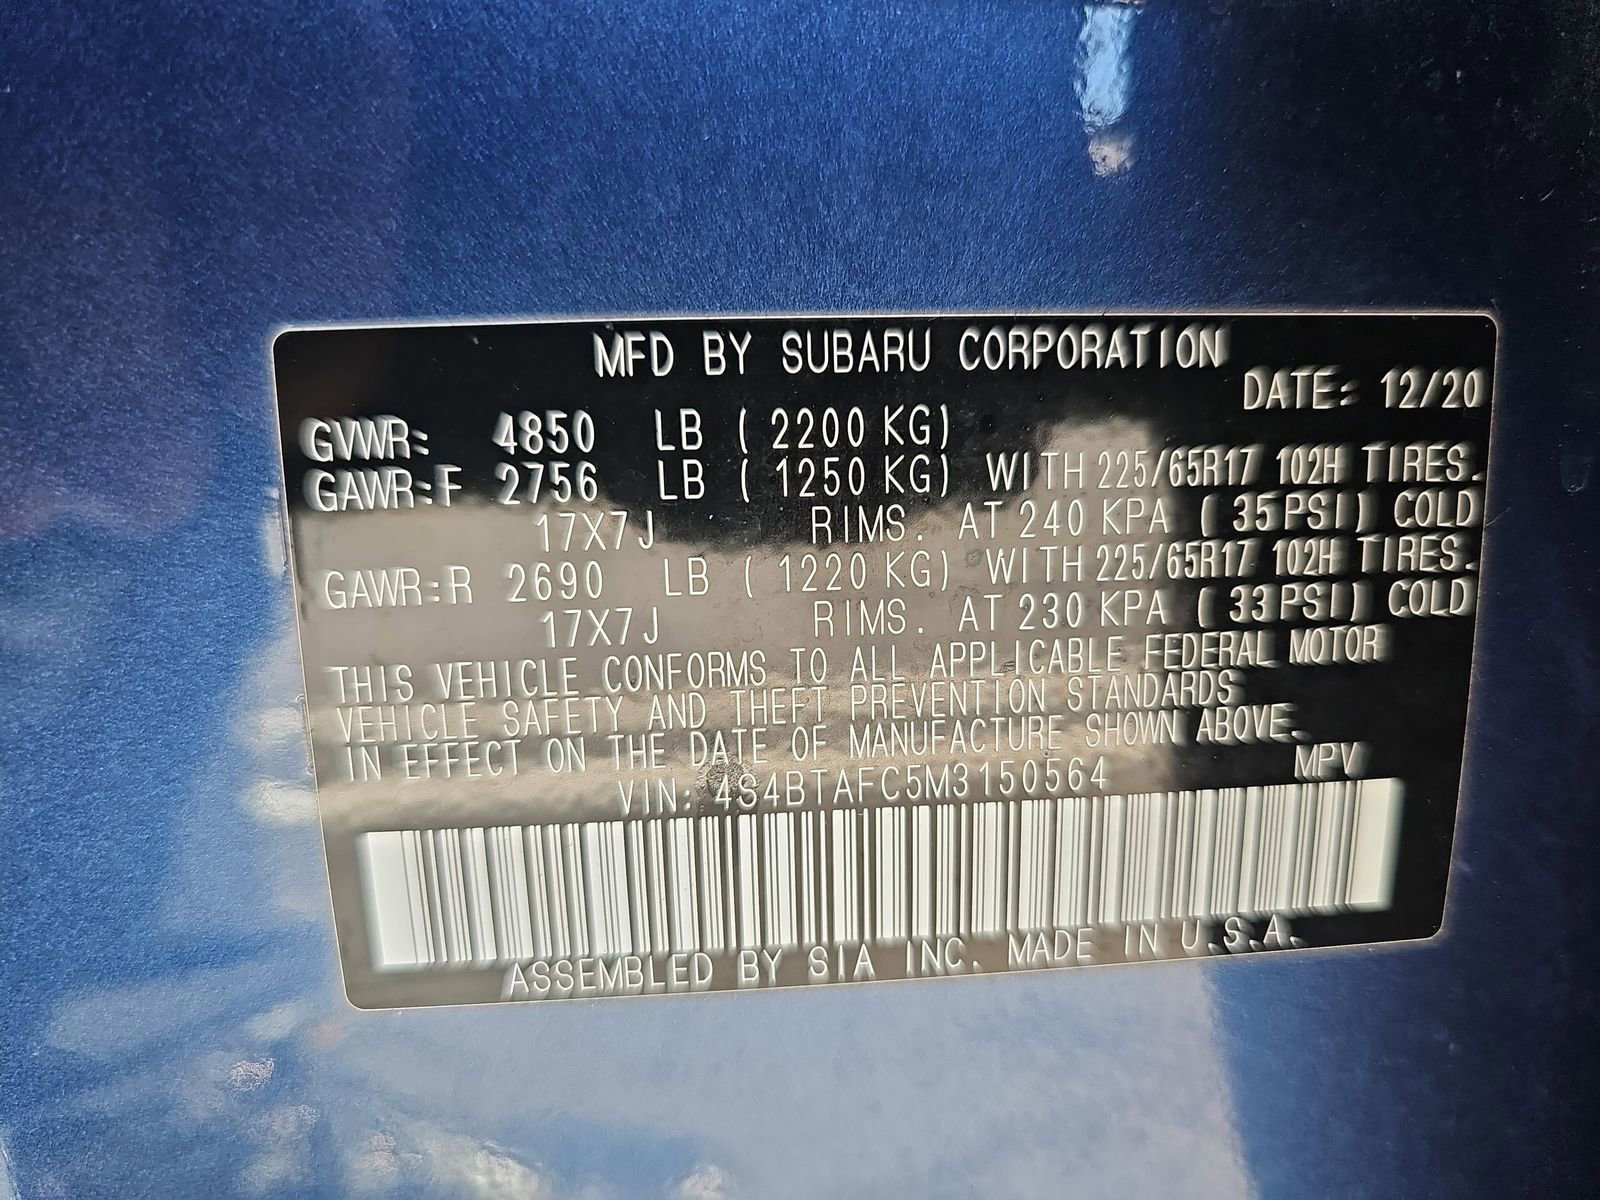 MFD BY SUBARU CORPORATION
DATE: 12/20
GVWR: 4850 LB ( 2200 KG)
GAWR:F 2756 LB ( 1250 KG) WITH 225/65R17 102H TIRES.
17X7J RIMS. AT 240 KPA ( 35PSI) COLD
GAWR:R 2690 LB ( 1220 KG) WITH 225/65R17 102H TIRES.
17X7J RIMS. AT 230 KPA ( 33PSI) COLD
THIS VEHICLE CONFORMS TO ALL APPLICABLE FEDERAL MOTOR
VEHICLE SAFETY AND THEFT PREVENTION STANDARDS
IN EFFECT ON THE DATE OF MANUFACTURE SHOWN ABOVE.
VIN: 4S4BTAFC5M3150564 MPV
ASSEMBLED BY SIA INC. MADE IN U.S.A.